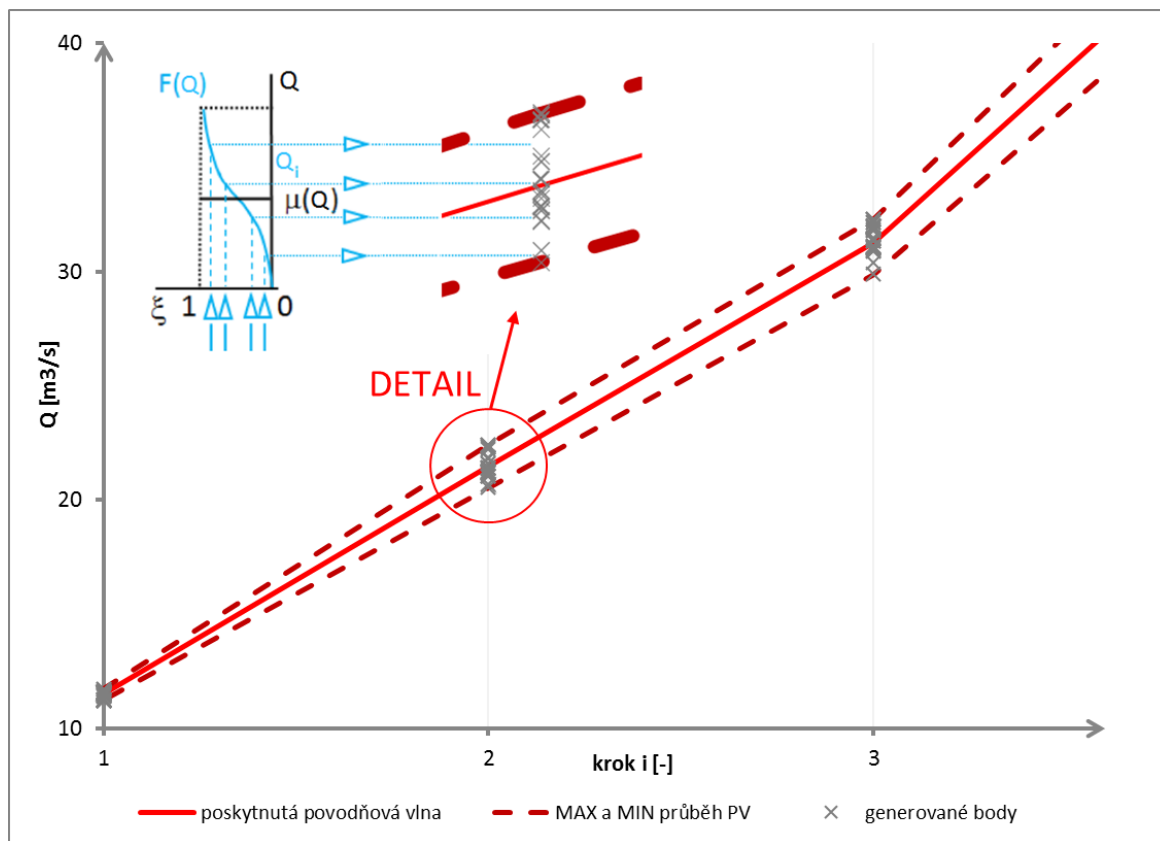 40
F(Q)
Q
Q i
μ(Q)
30
ξ 1 0
DETAIL
Q [m3/s]
20
10
1 2 3
krok i [-]
poskytnutá povodňová vlna MAX a MIN průběh PV generované body